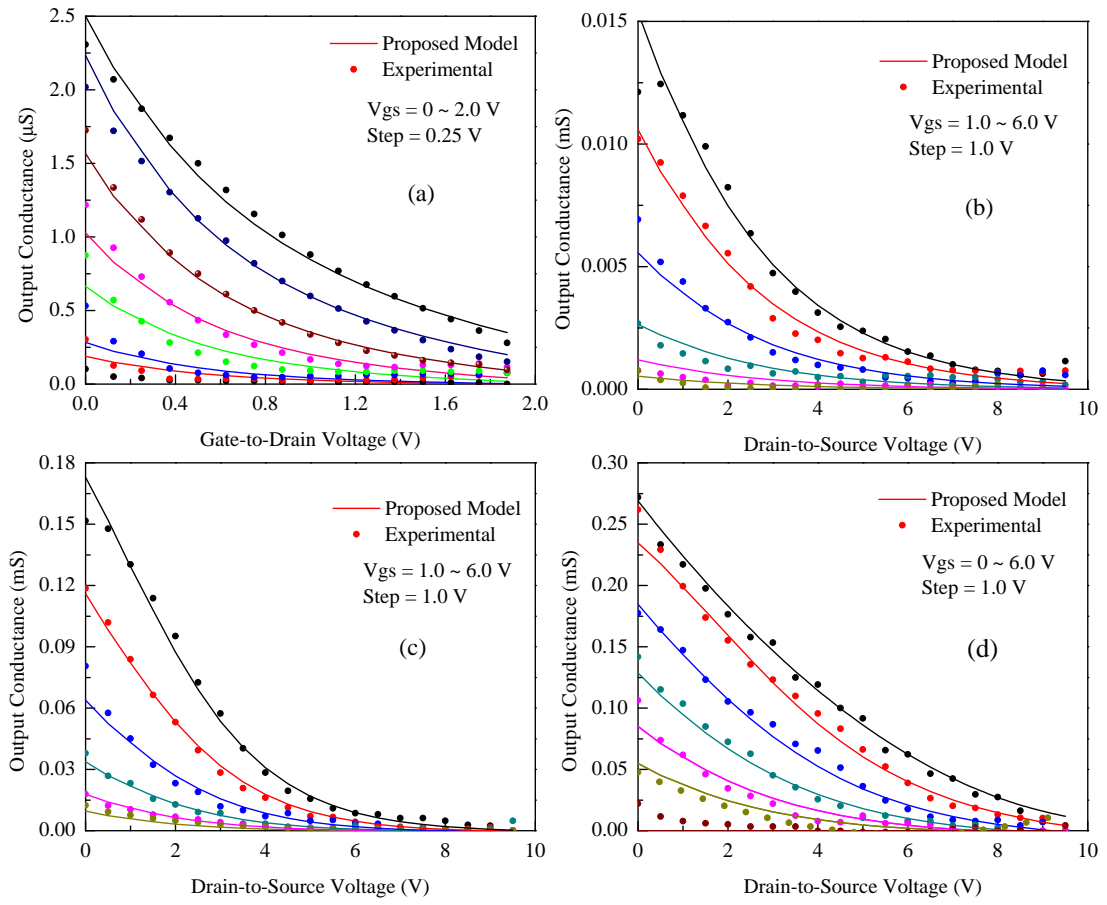 2.5
2.0
1.5
1.0
0.5
0.0
Output Conductance (μS)
Proposed Model
Experimental
Vgs = 0 ~ 2.0 V
Step = 0.25 V
(a)
0.0 0.4 0.8 1.2 1.6 2.0
Gate-to-Drain Voltage (V)
0.015
0.010
0.005
0.000
Output Conductance (mS)
Proposed Model
Experimental
Vgs = 1.0 ~ 6.0 V
Step = 1.0 V
(b)
0 2 4 6 8 10
Drain-to-Source Voltage (V)
0.18
0.15
0.12
0.09
0.06
0.03
0.00
Output Conductance (mS)
Proposed Model
Experimental
Vgs = 1.0 ~ 6.0 V
Step = 1.0 V
(c)
0 2 4 6 8 10
Drain-to-Source Voltage (V)
0.30
0.25
0.20
0.15
0.10
0.05
0.00
Output Conductance (mS)
Proposed Model
Experimental
Vgs = 0 ~ 6.0 V
Step = 1.0 V
(d)
0 2 4 6 8 10
Drain-to-Source Voltage (V)